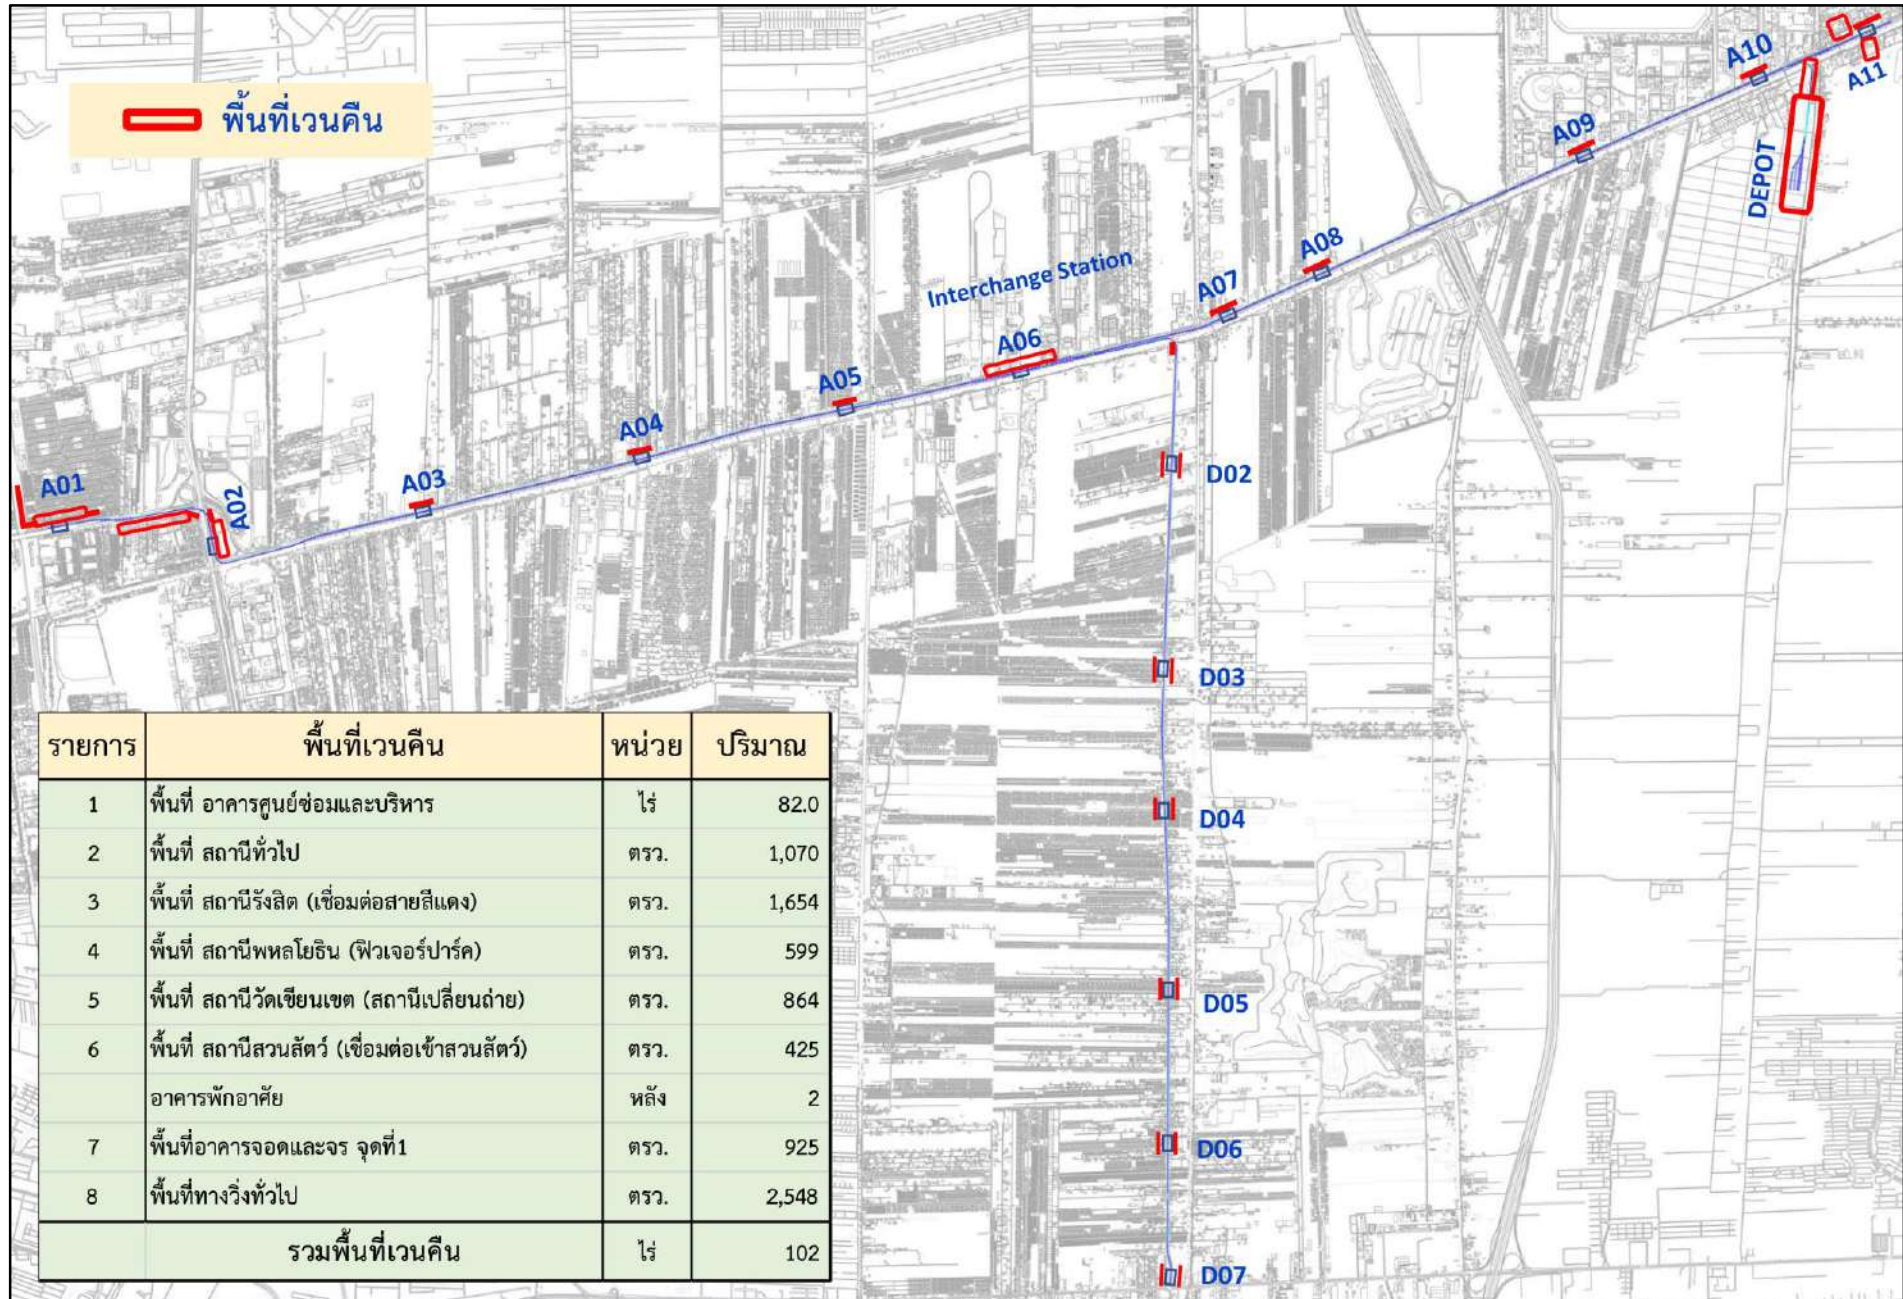 พื้นที่เวนคืน
A10
A11
A09
DEPOT
A08
Interchange Station
A07
A06
A05
A04
A03
A01
A02
D02
D03
D04
D05
D06
D07
รายการ พื้นที่เวนคืน หน่วย ปริมาณ
1 พื้นที่ อาคารศูนย์ซ่อมและบริหาร ไร่ 82.0
2 พื้นที่ สถานีทั่วไป ตรว. 1,070
3 พื้นที่ สถานีรังสิต (เชื่อมต่อสายสีแดง) ตรว. 1,654
4 พื้นที่ สถานีพหลโยธิน (ฟิวเจอร์ปาร์ค) ตรว. 599
5 พื้นที่ สถานีวัดเขียนเขต (สถานีเปลี่ยนถ่าย) ตรว. 864
6 พื้นที่ สถานีสวนสัตว์ (เชื่อมต่อเข้าสวนสัตว์) ตรว. 425
อาคารพักอาศัย หลัง 2
7 พื้นที่อาคารจอดและจร จุดที่1 ตรว. 925
8 พื้นที่ทางวิ่งทั่วไป ตรว. 2,548
รวมพื้นที่เวนคืน ไร่ 102